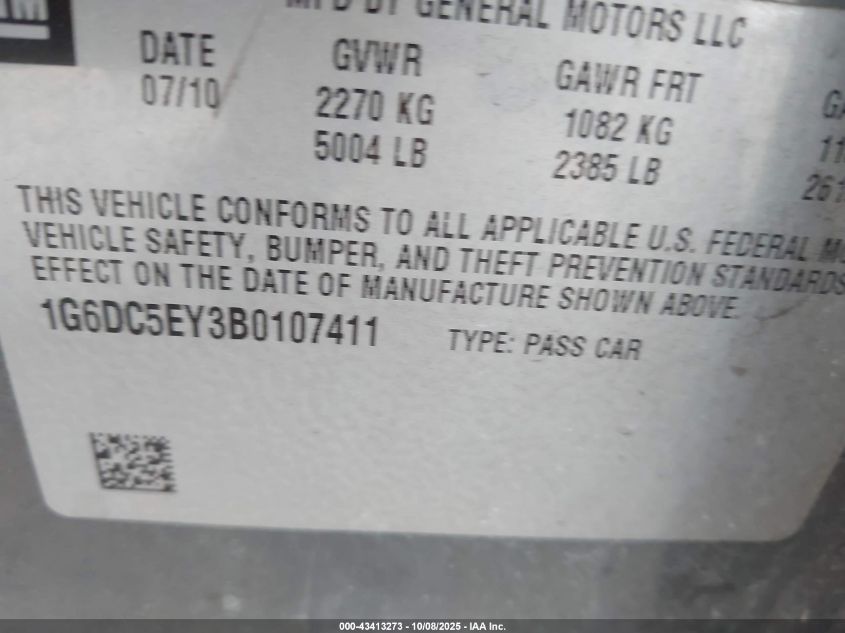 MFD BY GENERAL MOTORS LLC
DATE GVWR GAWR FRT
07/10 2270 KG 1082 KG
5004 LB 2385 LB
THIS VEHICLE CONFORMS TO ALL APPLICABLE U.S. FEDERAL
VEHICLE SAFETY, BUMPER, AND THEFT PREVENTION STANDARDS
EFFECT ON THE DATE OF MANUFACTURE SHOWN ABOVE.
1G6DC5EY3B0107411 TYPE: PASS CAR
000-43413273 - 10/08/2025 - IAA Inc.